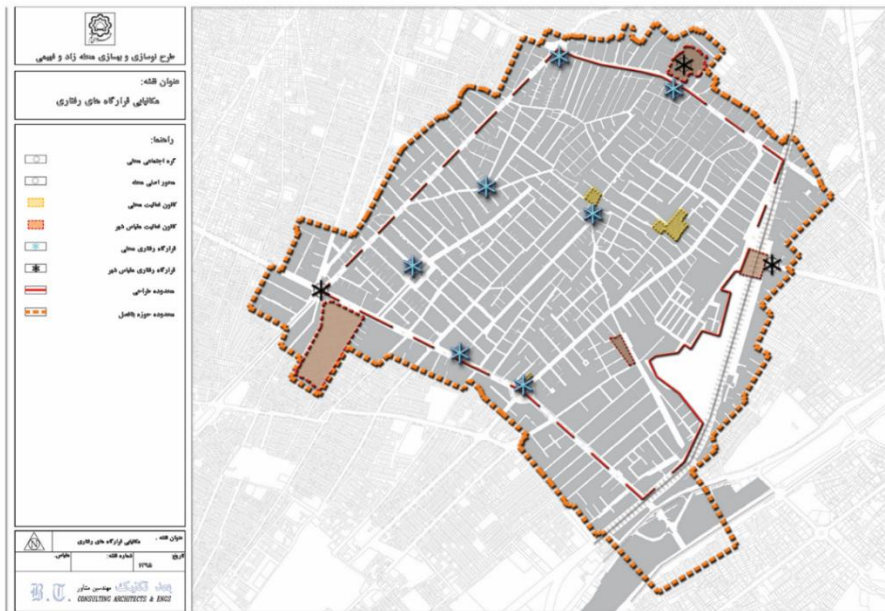 طرح نوسازی و بهسازی محله زاد و فهیمی
عنوان نقشه:
مکانیابی قرارگاه های رفتاری
راهنما:
گره اجتماعی محلی
محور اصلی محله
کانون فعالیت محلی
کانون فعالیت مقیاس شهر
قرارگاه رفتاری محلی
قرارگاه رفتاری مقیاس شهر
محدوده طراحی
محدوده حوزه بلافصل
N
عنوان نقشه .
مکانیابی قرارگاه های رفتاری
تاریخ
شماره نقشه:
مقیاس.
مهندسین مشاور
B.T.
CONSULTING ARCHITECTS & ENGI